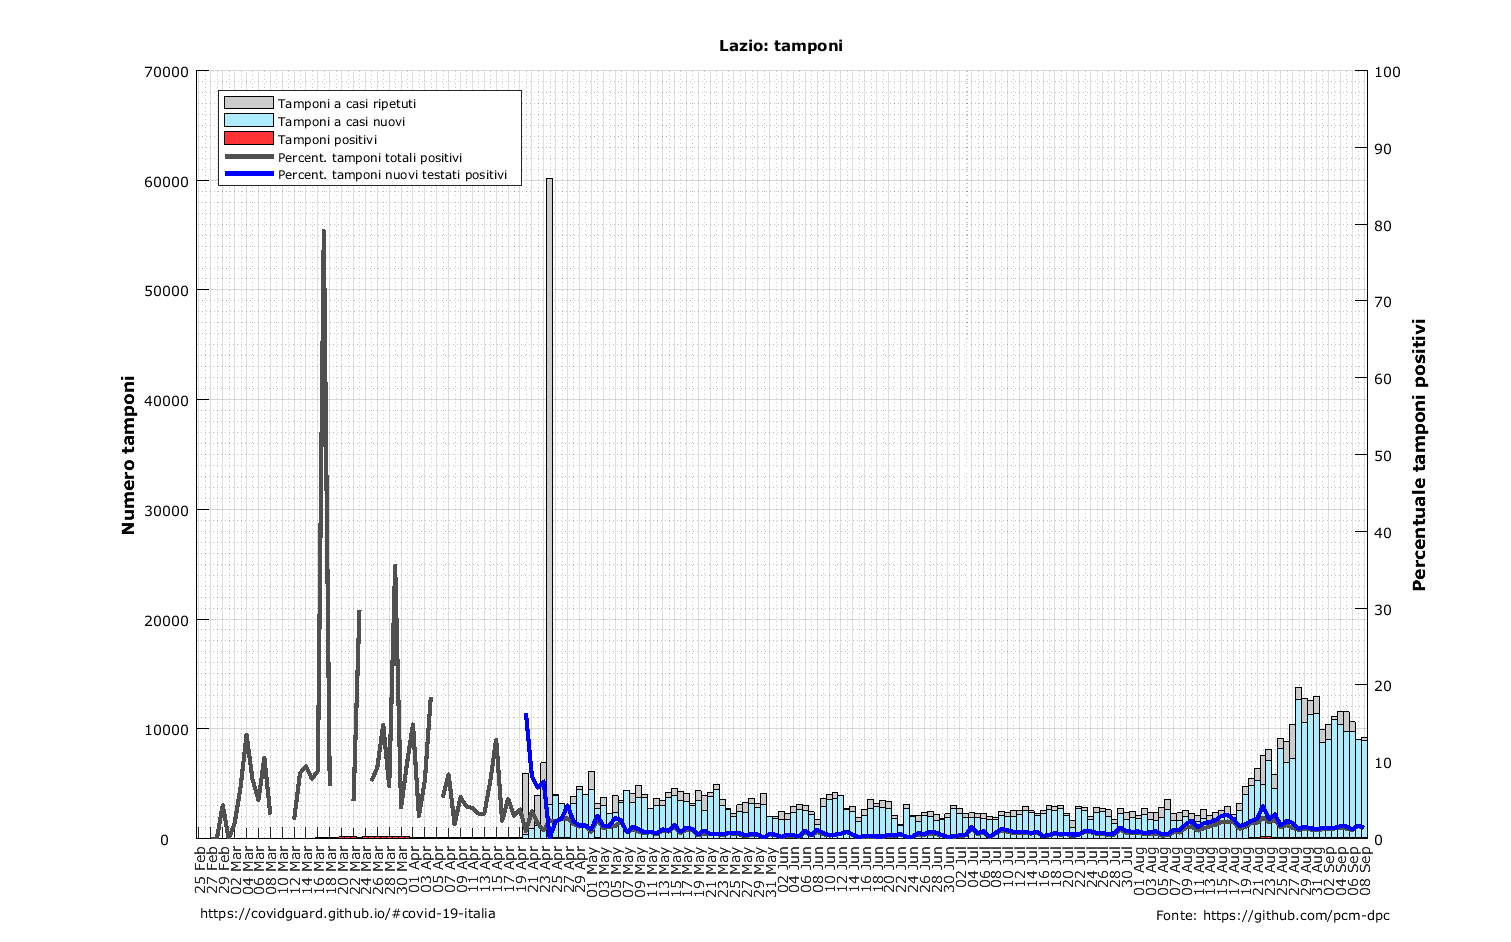 Lazio: tamponi
70000
60000
50000
40000
30000
20000
10000
0
Numero tamponi
Tamponi a casi ripetuti
Tamponi a casi nuovi
Tamponi positivi
Percent. tamponi totali positivi
Percent. tamponi nuovi testati positivi
100
90
80
70
60
50
40
30
20
10
0
Percentuale tamponi positivi
25 Feb
27 Feb
29 Feb
02 Mar
04 Mar
06 Mar
08 Mar
10 Mar
12 Mar
14 Mar
16 Mar
18 Mar
20 Mar
22 Mar
24 Mar
26 Mar
28 Mar
30 Mar
01 Apr
03 Apr
05 Apr
07 Apr
09 Apr
11 Apr
13 Apr
15 Apr
17 Apr
19 Apr
21 Apr
23 Apr
25 Apr
27 Apr
29 Apr
01 May
03 May
05 May
07 May
09 May
11 May
13 May
15 May
17 May
19 May
21 May
23 May
25 May
27 May
29 May
31 May
02 Jun
04 Jun
06 Jun
08 Jun
10 Jun
12 Jun
14 Jun
16 Jun
18 Jun
20 Jun
22 Jun
24 Jun
26 Jun
28 Jun
30 Jun
02 Jul
04 Jul
06 Jul
08 Jul
10 Jul
12 Jul
14 Jul
16 Jul
18 Jul
20 Jul
22 Jul
24 Jul
26 Jul
28 Jul
30 Jul
01 Aug
03 Aug
05 Aug
07 Aug
09 Aug
11 Aug
13 Aug
15 Aug
17 Aug
19 Aug
21 Aug
23 Aug
25 Aug
27 Aug
29 Aug
31 Aug
02 Sep
04 Sep
06 Sep
08 Sep
https://covidguard.github.io/#covid-19-italia
Fonte: https://github.com/pcm-dpc